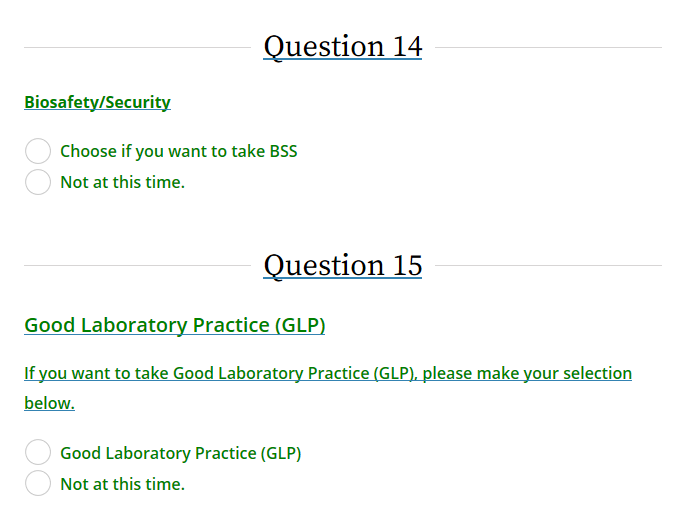 Question 14
Biosafety/Security
Choose if you want to take BSS
Not at this time.
Question 15
Good Laboratory Practice (GLP)
If you want to take Good Laboratory Practice (GLP), please make your selection
below.
Good Laboratory Practice (GLP)
Not at this time.